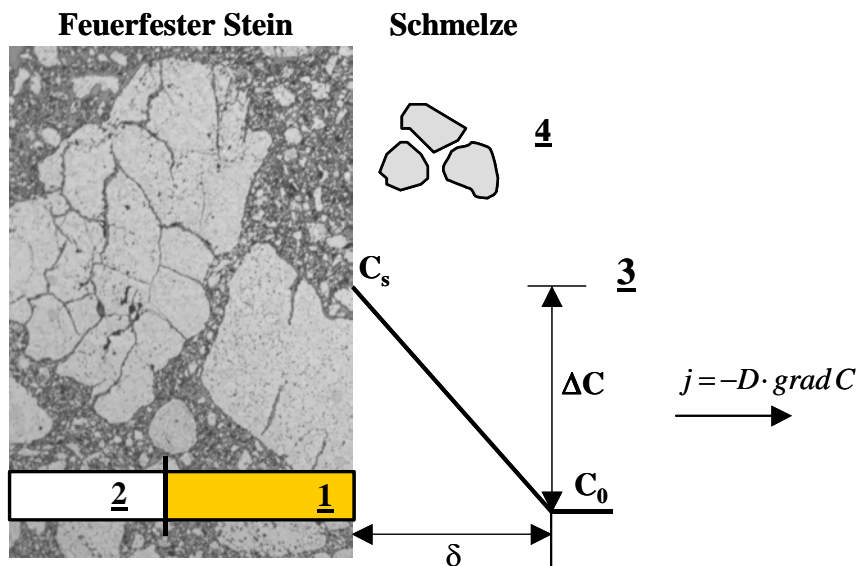 Feuerfester Stein
Schmelze
4
Cs
3
ΔC
j = −D · grad C
2
1
C0
δ